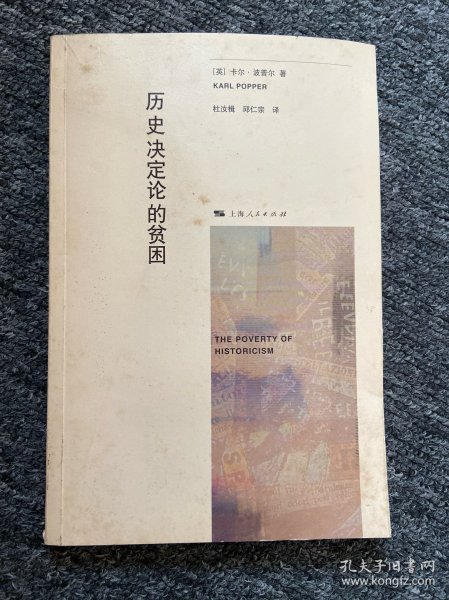 [英] 卡尔·波普尔 著
KARL POPPER
杜汝楫 邱仁宗 译
历史决定论的贫困
上海人民出版社
THE POVERTY OF
HISTORICISM
孔夫子旧书网
www.kongfz.com